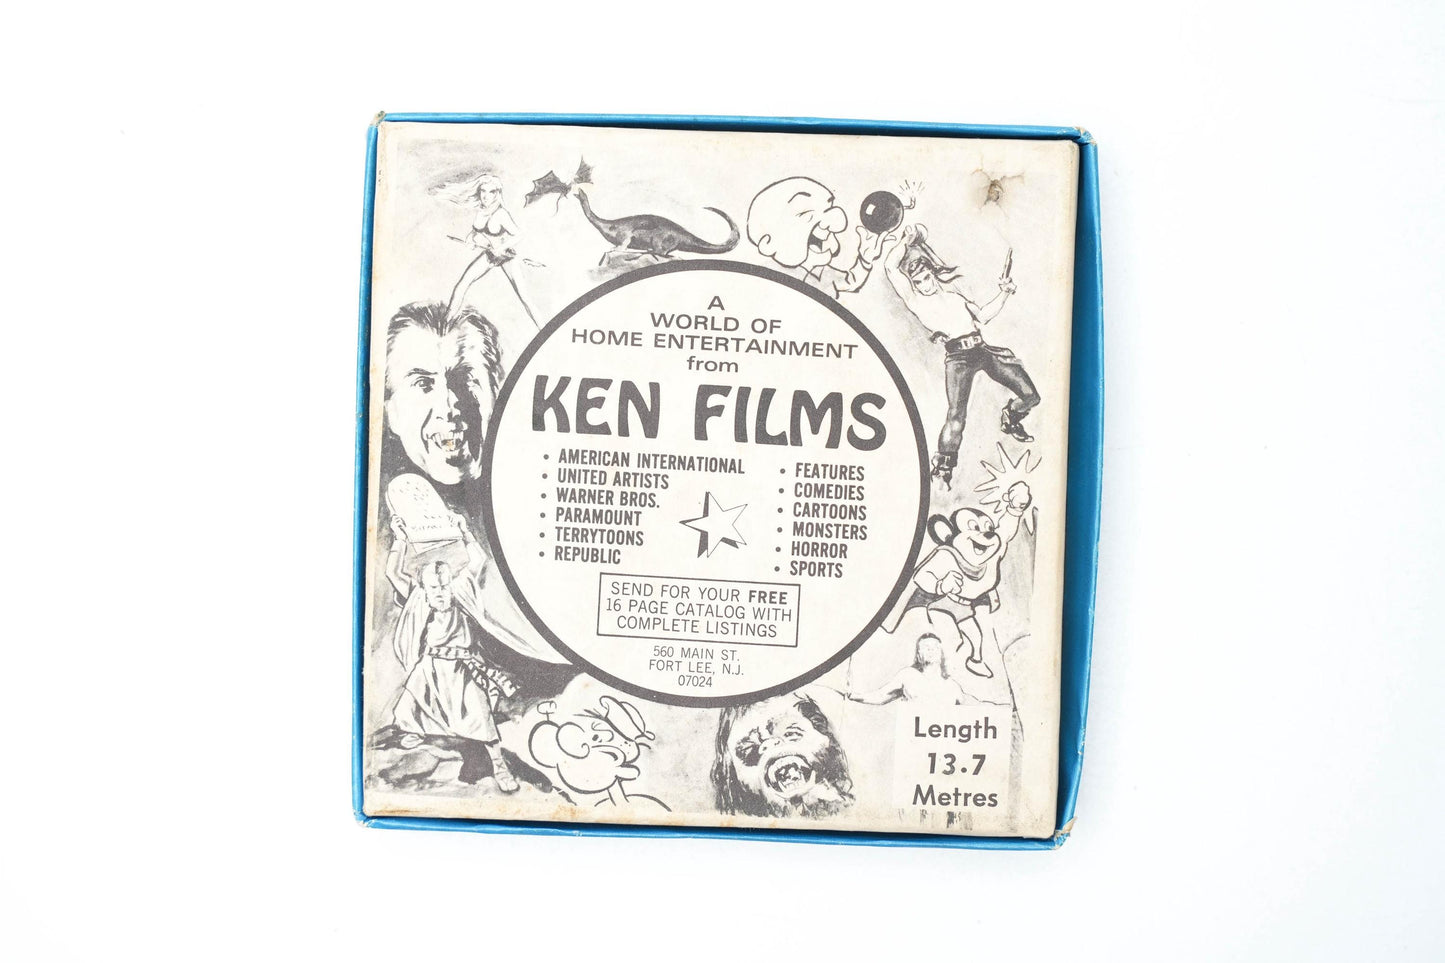 A
WORLD OF
HOME ENTERTAINMENT
from
KEN FILMS
• AMERICAN INTERNATIONAL
• UNITED ARTISTS
• WARNER BROS.
• PARAMOUNT
• TERRYTOONS
• REPUBLIC
• FEATURES
• COMEDIES
• CARTOONS
• MONSTERS
• HORROR
• SPORTS
SEND FOR YOUR FREE
16 PAGE CATALOG WITH
COMPLETE LISTINGS
560 MAIN ST.
FORT LEE, N.J.
07024
Length
13.7
Metres